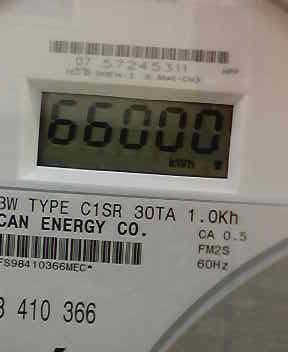 07 57245311
66000
kWh
3W TYPE C1SR 30TA 1.0Kh
CAN ENERGY CO.
CA 0.5
FM2S
FS98410366MEC*
60Hz
3 410 366